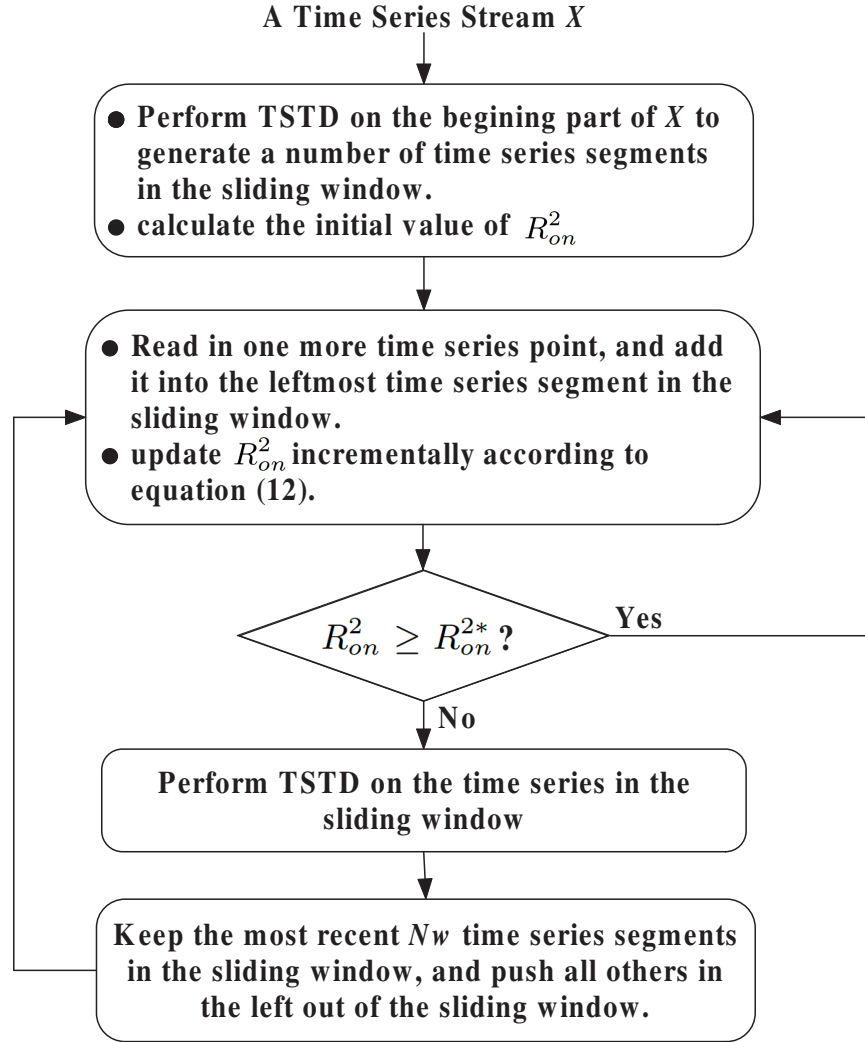 A Time Series Stream X
● Perform TSTD on the begining part of X to
generate a number of time series segments
in the sliding window.
● calculate the initial value of R²ₒₙ
● Read in one more time series point, and add
it into the leftmost time series segment in the
sliding window.
● update R²ₒₙ incrementally according to
equation (12).
R²ₒₙ ≥ R²*ₒₙ ?
Yes
No
Perform TSTD on the time series in the
sliding window
Keep the most recent Nw time series segments
in the sliding window, and push all others in
the left out of the sliding window.